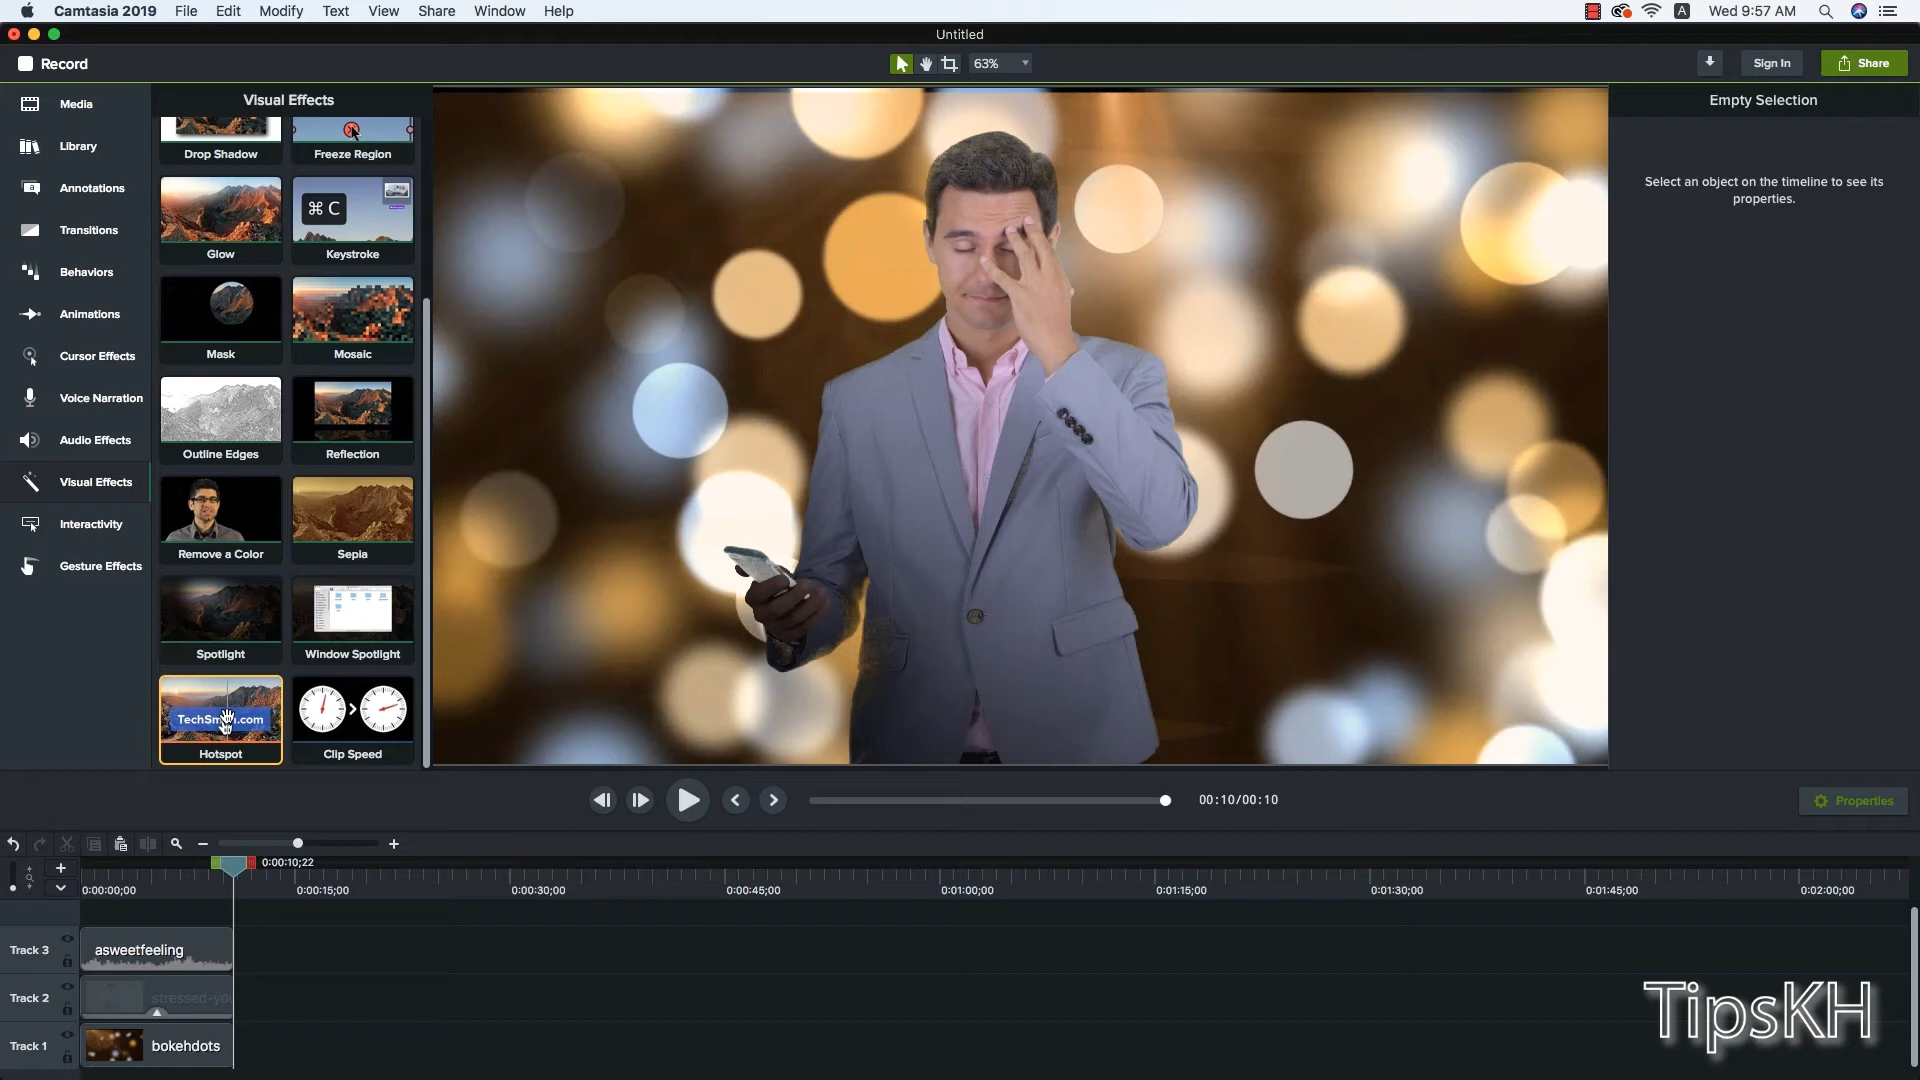 Camtasia 2019 File Edit Modify Text View Share Window Help
A Wed 9:57 AM
Untitled
Record
63%
Sign In
Share
Media
Library
Annotations
Transitions
Behaviors
Animations
Cursor Effects
Voice Narration
Audio Effects
Visual Effects
Interactivity
Gesture Effects
Visual Effects
Drop Shadow
Freeze Region
⌘ C
Glow
Keystroke
Mask
Mosaic
Outline Edges
Reflection
Remove a Color
Sepia
Spotlight
Window Spotlight
Hotspot
Clip Speed
Empty Selection
Select an object on the timeline to see its
properties.
00:10/00:10
Properties
0:00:10;22
0:00:00;00 0:00:15;00 0:00:30;00 0:00:45;00 0:01:00;00 0:01:15;00 0:01:30;00 0:01:45;00 0:02:00;00
Track 3 asweetfeeling
Track 2 stressed-you
Track 1 bokehdots
TipsKH